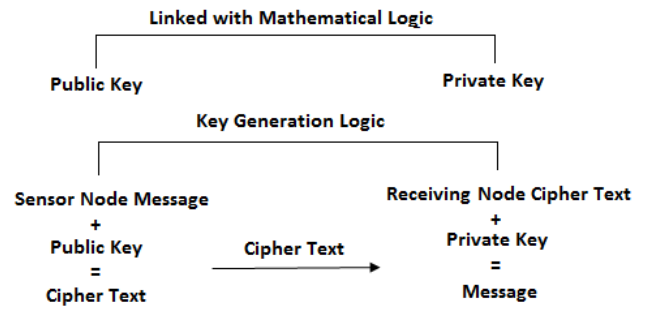 Linked with Mathematical Logic
Public Key
Private Key
Key Generation Logic
Sensor Node Message
+
Public Key
=
Cipher Text
Cipher Text
Receiving Node Cipher Text
+
Private Key
=
Message